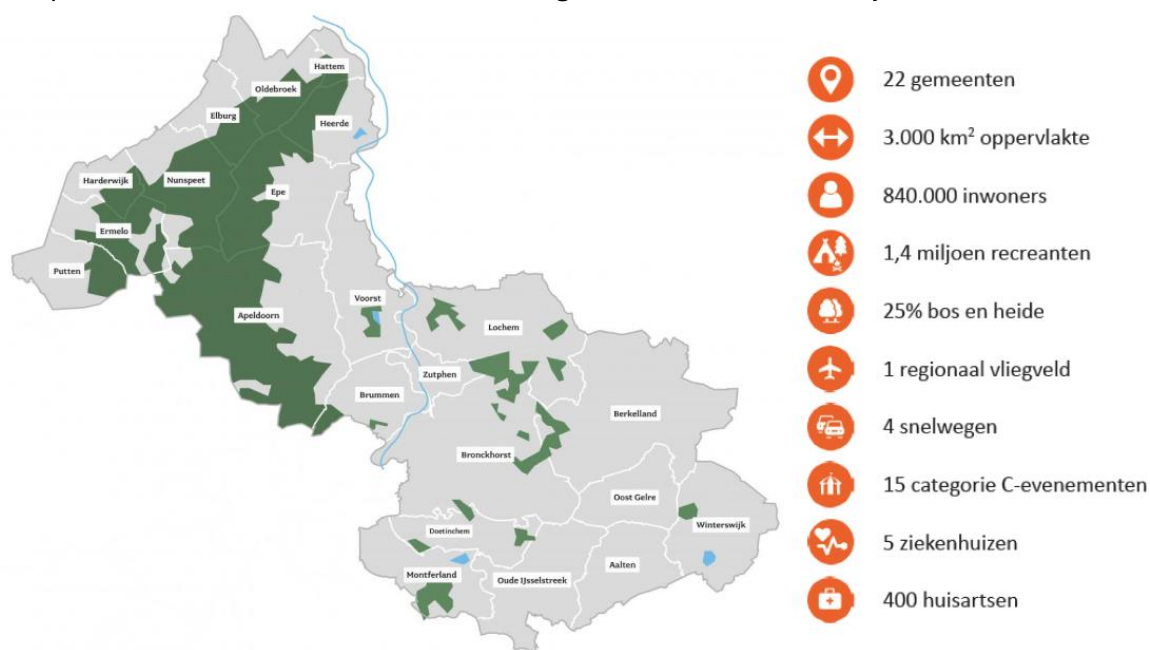 Hattem
Oldebroek
Elburg
Heerde
Harderwijk
Nunspeet
Epe
Ermelo
Putten
Voorst
Apeldoorn
Lochem
Zutphen
Brummen
Berkelland
Bronckhorst
Oost Gelre
Winterswijk
Doetinchem
Aalten
Montferland
Oude IJsselstreek
22 gemeenten
3.000 km² oppervlakte
840.000 inwoners
1,4 miljoen recreanten
25% bos en heide
1 regionaal vliegveld
4 snelwegen
15 categorie C-evenementen
5 ziekenhuizen
400 huisartsen